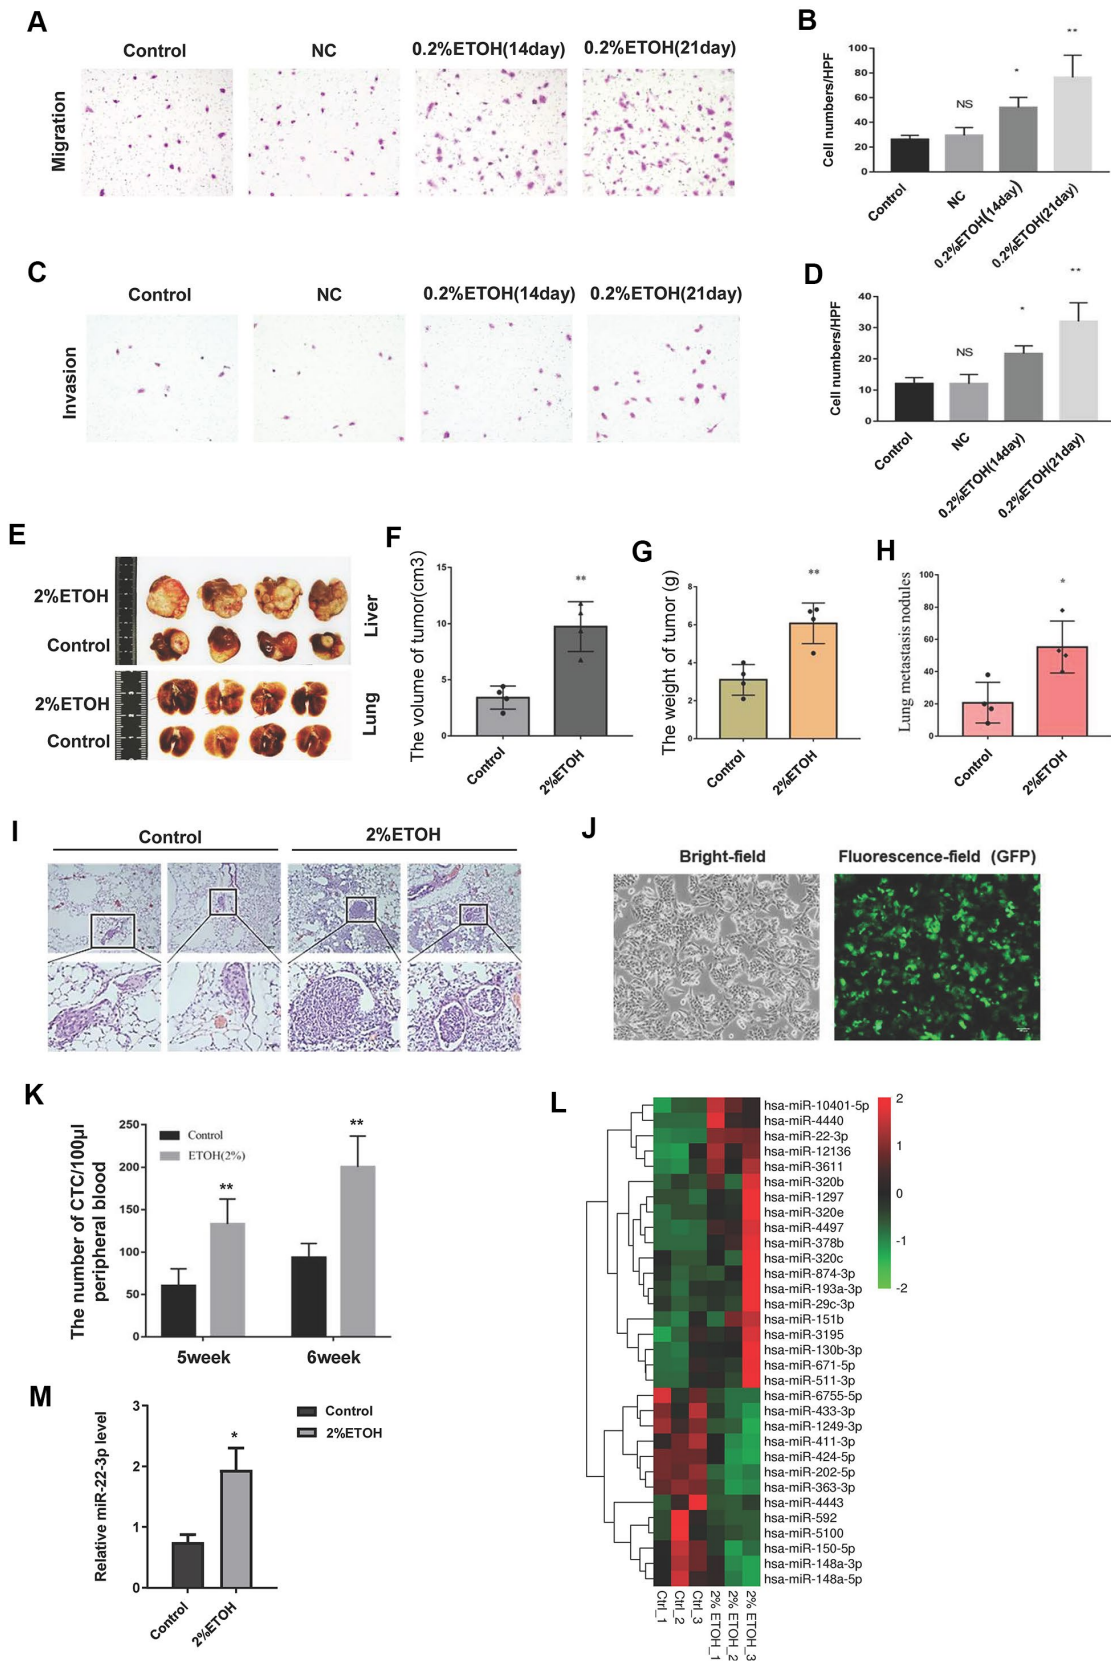 A
Control
NC
0.2%ETOH(14day)
0.2%ETOH(21day)
Migration
B
Cell numbers/HPF
100
80
60
40
20
0
NS
*
**
Control
NC
0.2%ETOH(14day)
0.2%ETOH(21day)
C
Control
NC
0.2%ETOH(14day)
0.2%ETOH(21day)
Invasion
D
Cell numbers/HPF
40
30
20
10
0
NS
*
**
Control
NC
0.2%ETOH(14day)
0.2%ETOH(21day)
E
2%ETOH
Control
Liver
2%ETOH
Control
Lung
F
The volume of tumor(cm3)
15
10
5
0
**
Control
2%ETOH
G
The weight of tumor (g)
8
6
4
2
0
**
Control
2%ETOH
H
Lung metastasis nodules
100
80
60
40
20
0
*
Control
2%ETOH
I
Control
2%ETOH
J
Bright-field
Fluorescence-field (GFP)
K
The number of CTC/100μl
peripheral blood
250
200
150
100
50
0
Control
ETOH(2%)
**
**
5week
6week
L
hsa-miR-10401-5p
hsa-miR-4440
hsa-miR-22-3p
hsa-miR-12136
hsa-miR-3611
hsa-miR-320b
hsa-miR-1297
hsa-miR-320e
hsa-miR-4497
hsa-miR-378b
hsa-miR-320c
hsa-miR-874-3p
hsa-miR-193a-3p
hsa-miR-29c-3p
hsa-miR-151b
hsa-miR-3195
hsa-miR-130b-3p
hsa-miR-671-5p
hsa-miR-511-3p
hsa-miR-6755-5p
hsa-miR-433-3p
hsa-miR-1249-3p
hsa-miR-411-3p
hsa-miR-424-5p
hsa-miR-202-5p
hsa-miR-363-3p
hsa-miR-4443
hsa-miR-592
hsa-miR-5100
hsa-miR-150-5p
hsa-miR-148a-3p
hsa-miR-148a-5p
2
1
0
-1
-2
Ctrl_1
Ctrl_2
Ctrl_3
2% ETOH_1
2% ETOH_2
2% ETOH_3
M
Relative miR-22-3p level
3
2
1
0
*
Control
2%ETOH
Control
2%ETOH